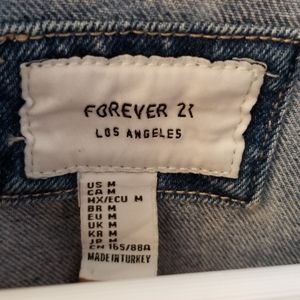 FOREVER 21
LOS ANGELES
US M
CA M
MX/ECU M
BR M
EU M
UK M
KR M
JP M
CN 165/88A
MADE IN TURKEY